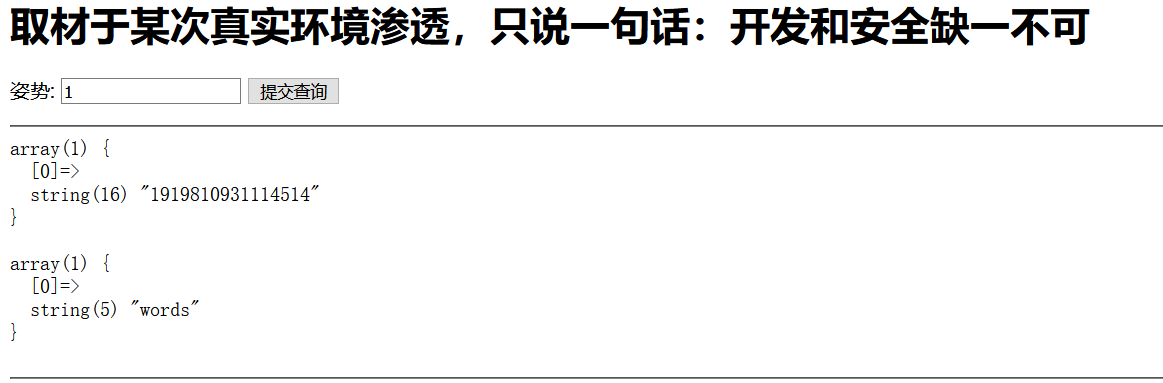 取材于某次真实环境渗透，只说一句话：开发和安全缺一不可
姿势: 1 提交查询
array(1) {
[0]=>
string(16) "1919810931114514"
}
array(1) {
[0]=>
string(5) "words"
}